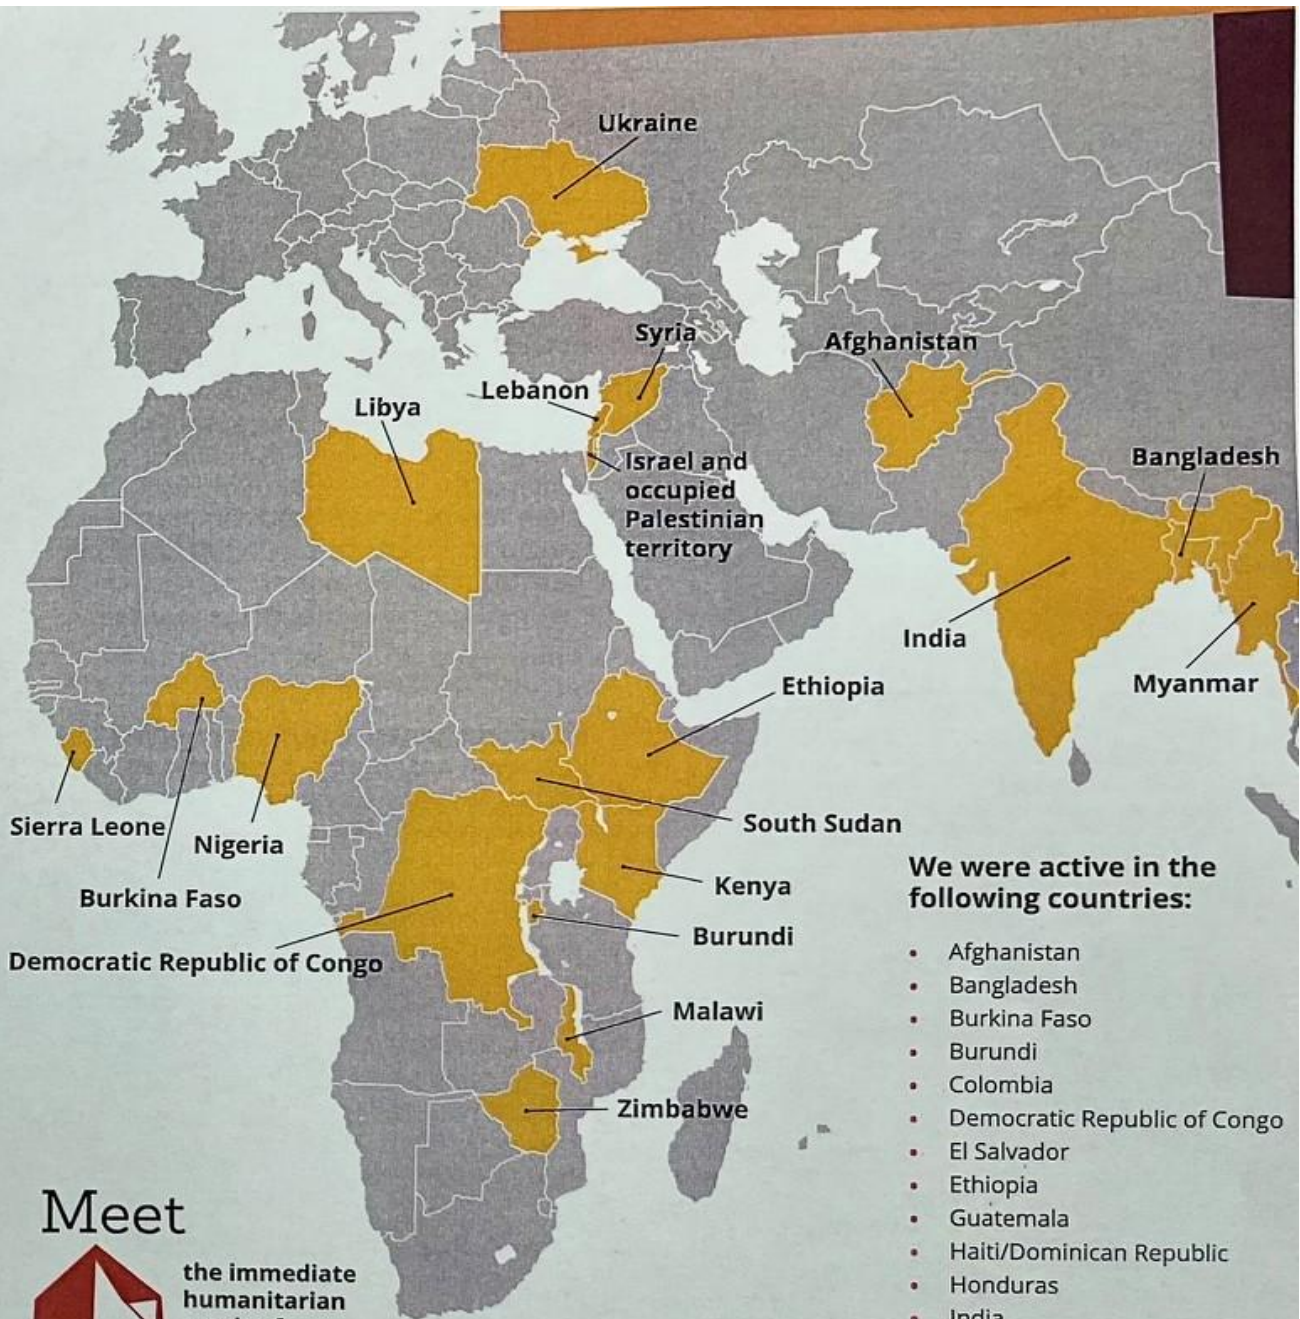 Ukraine
Syria
Afghanistan
Lebanon
Libya
Israel and
occupied
Palestinian
territory
Bangladesh
India
Myanmar
Ethiopia
Sierra Leone
Nigeria
Burkina Faso
South Sudan
Kenya
Burundi
Democratic Republic of Congo
Malawi
Zimbabwe
We were active in the
following countries:
• Afghanistan
• Bangladesh
• Burkina Faso
• Burundi
• Colombia
• Democratic Republic of Congo
• El Salvador
• Ethiopia
• Guatemala
• Haiti/Dominican Republic
• Honduras
• India
Meet
the immediate
humanitarian